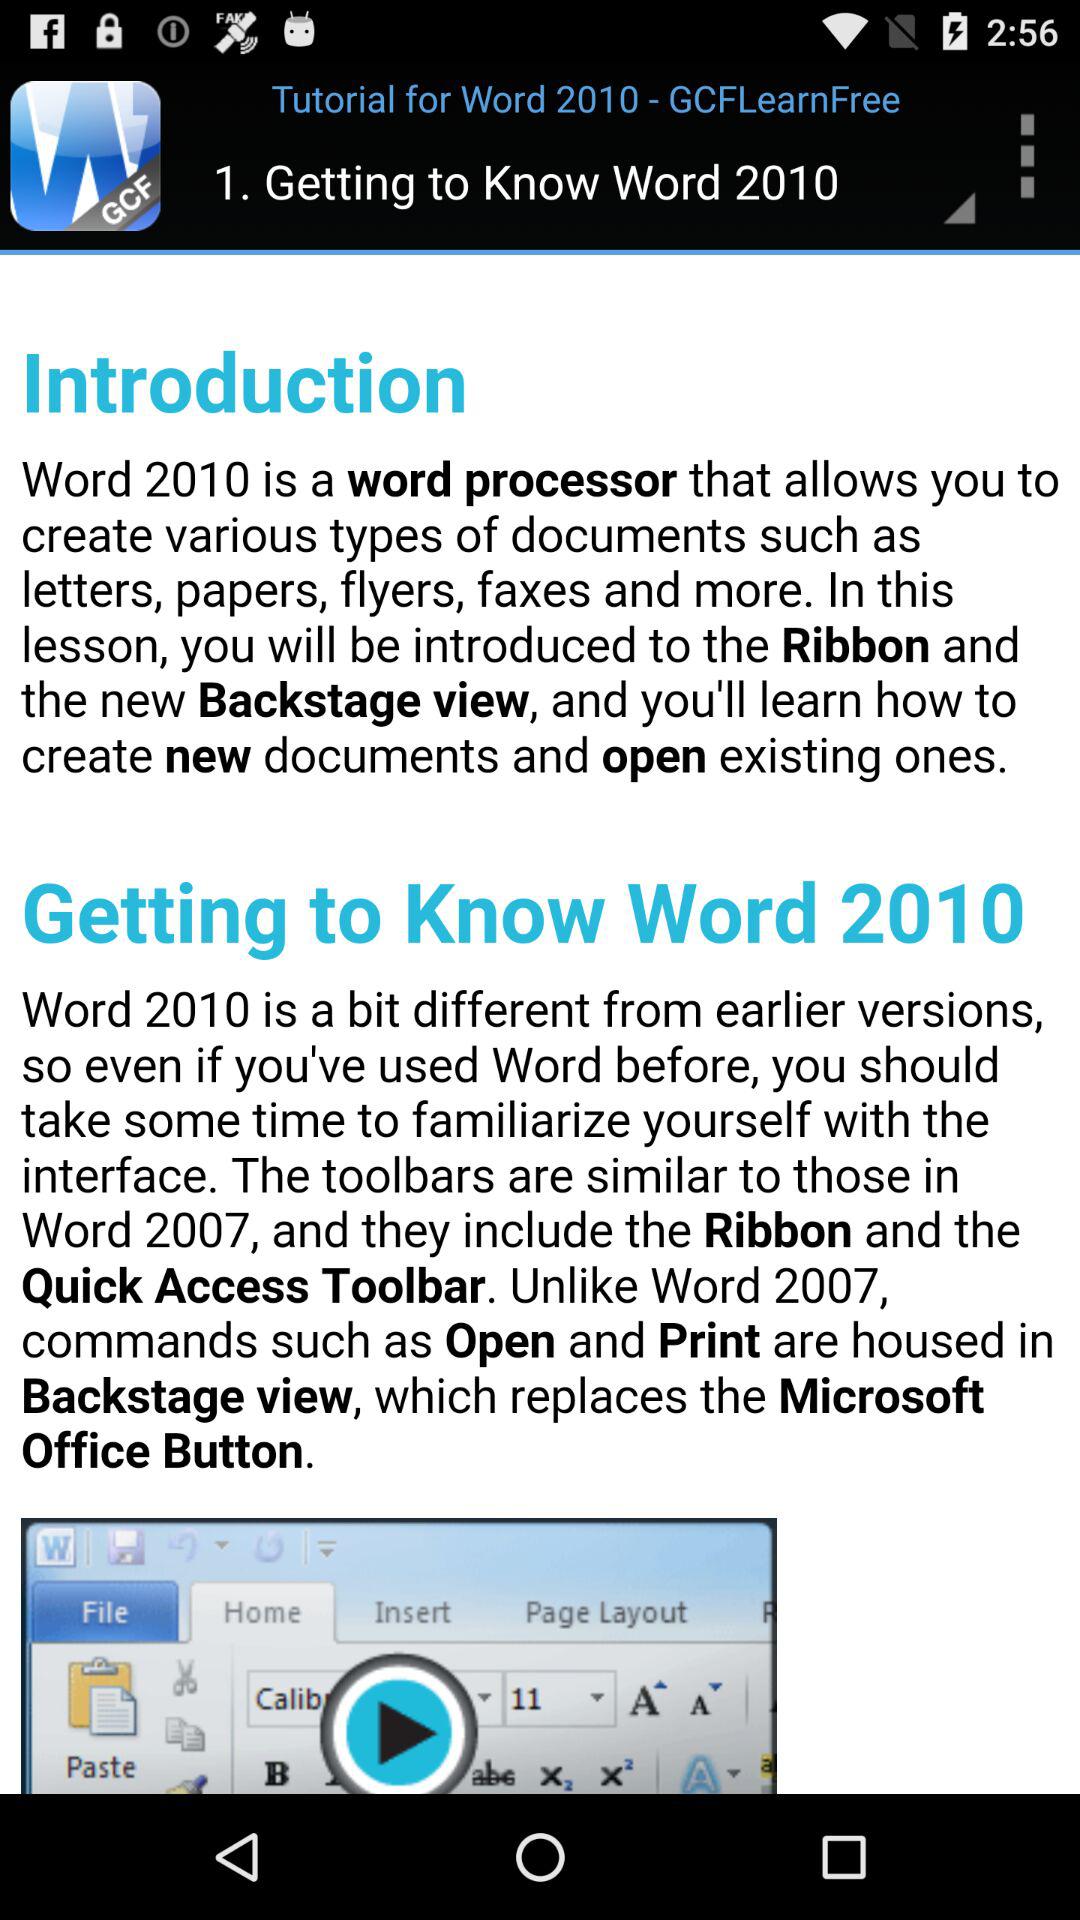 FAKE
2:56
Tutorial for Word 2010 - GCFLearnFree
1. Getting to Know Word 2010
W
GCF
Introduction
Word 2010 is a word processor that allows you to
create various types of documents such as
letters, papers, flyers, faxes and more. In this
lesson, you will be introduced to the Ribbon and
the new Backstage view, and you'll learn how to
create new documents and open existing ones.
Getting to Know Word 2010
Word 2010 is a bit different from earlier versions,
so even if you've used Word before, you should
take some time to familiarize yourself with the
interface. The toolbars are similar to those in
Word 2007, and they include the Ribbon and the
Quick Access Toolbar. Unlike Word 2007,
commands such as Open and Print are housed in
Backstage view, which replaces the Microsoft
Office Button.
W
File Home Insert Page Layout
Calib 11 A A
Paste B abc x₂ x² A